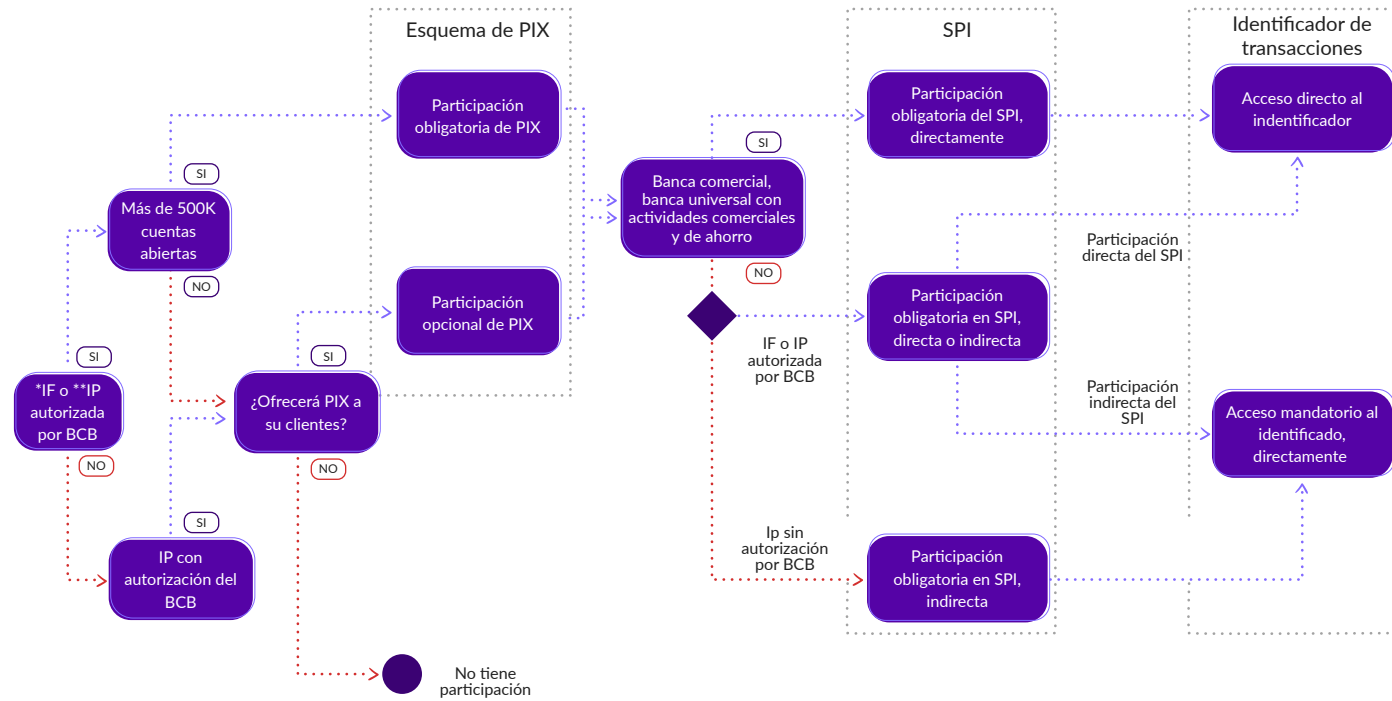 Esquema de PIX
SPI
Identificador de
transacciones
Participación
obligatoria de PIX
Participación
obligatoria del SPI,
directamente
Acceso directo al
indentificador
SI
SI
Banca comercial,
banca universal con
actividades comerciales
y de ahorro
Más de 500K
cuentas
abiertas
Participación
directa del SPI
NO
NO
Participación
opcional de PIX
Participación
obligatoria en SPI,
directa o indirecta
SI
SI
IF o IP
autorizada
por BCB
*IF o **IP
autorizada
por BCB
¿Ofrecerá PIX a
su clientes?
Participación
indirecta del
SPI
Acceso mandatorio al
identificado,
directamente
NO
NO
SI
Ip sin
autorización
por BCB
IP con
autorización del
BCB
Participación
obligatoria en SPI,
indirecta
No tiene
participación